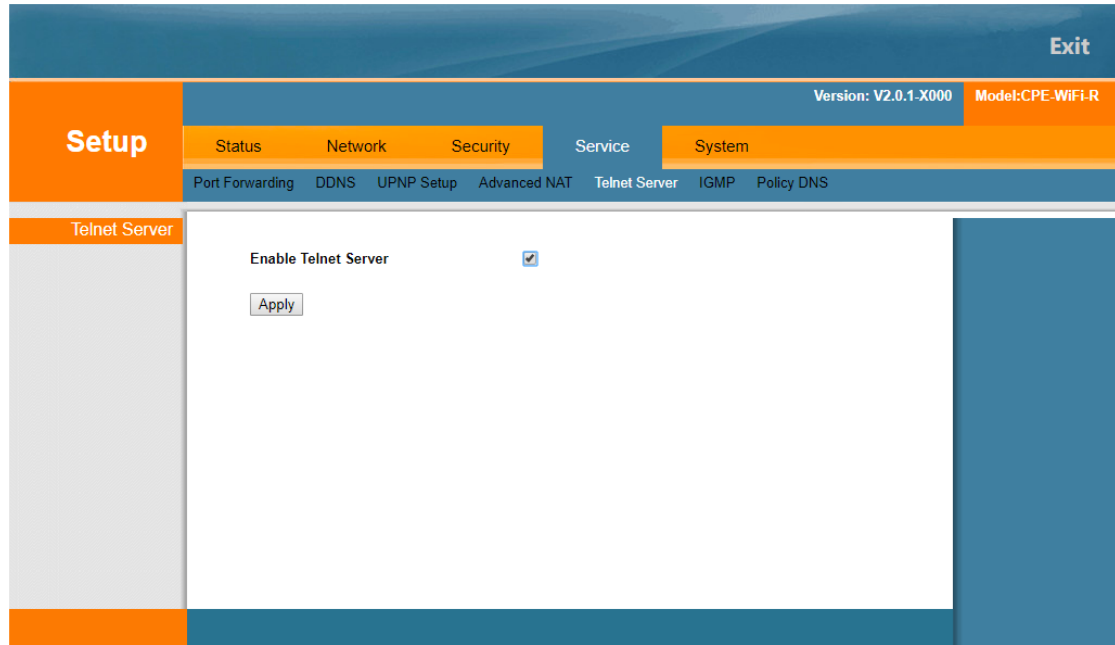 Exit
Version: V2.0.1-X000 Model:CPE-WiFi-R
Setup
Status Network Security Service System
Port Forwarding DDNS UPNP Setup Advanced NAT Telnet Server IGMP Policy DNS
Telnet Server
Enable Telnet Server
Apply